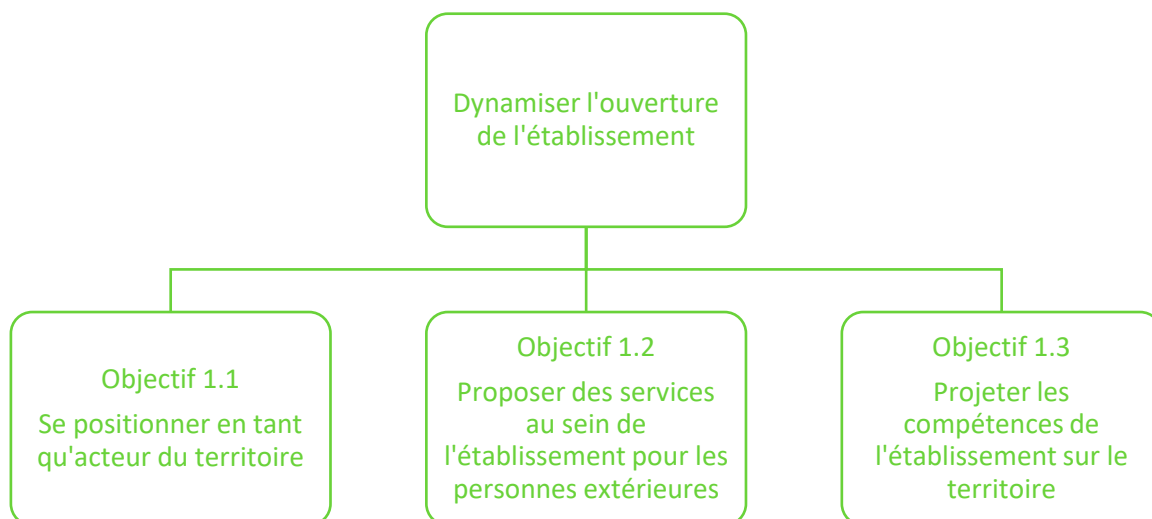 Dynamiser l'ouverture
de l'établissement
Objectif 1.1
Se positionner en tant
qu'acteur du territoire
Objectif 1.2
Proposer des services
au sein de
l'établissement pour les
personnes extérieures
Objectif 1.3
Projeter les
compétences de
l'établissement sur le
territoire